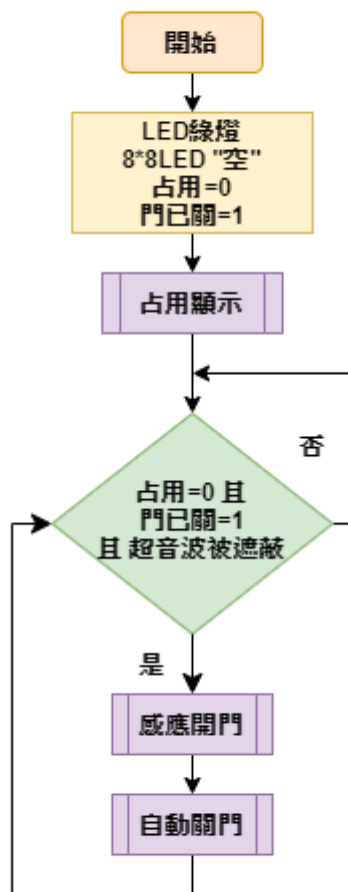 開始
LED綠燈
8*8LED "空"
占用=0
門已關=1
占用顯示
否
占用=0 且
門已關=1
且 超音波被遮蔽
是
感應開門
自動關門